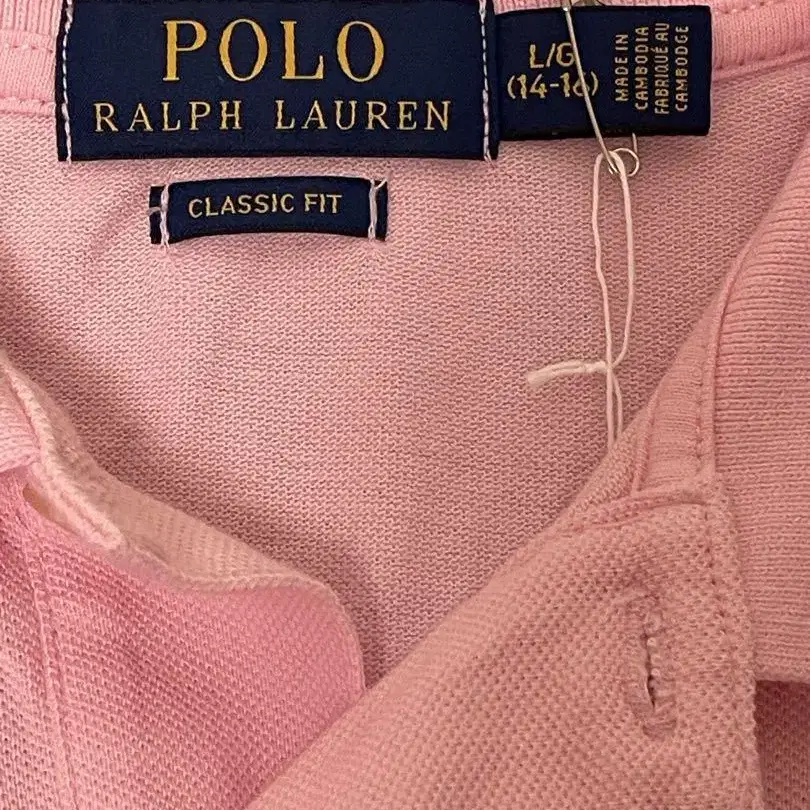 POLO
RALPH LAUREN
CLASSIC FIT
L/G
(14-16)
MADE IN
CAMBODIA
FABRIQUÉ AU
CAMBODGE